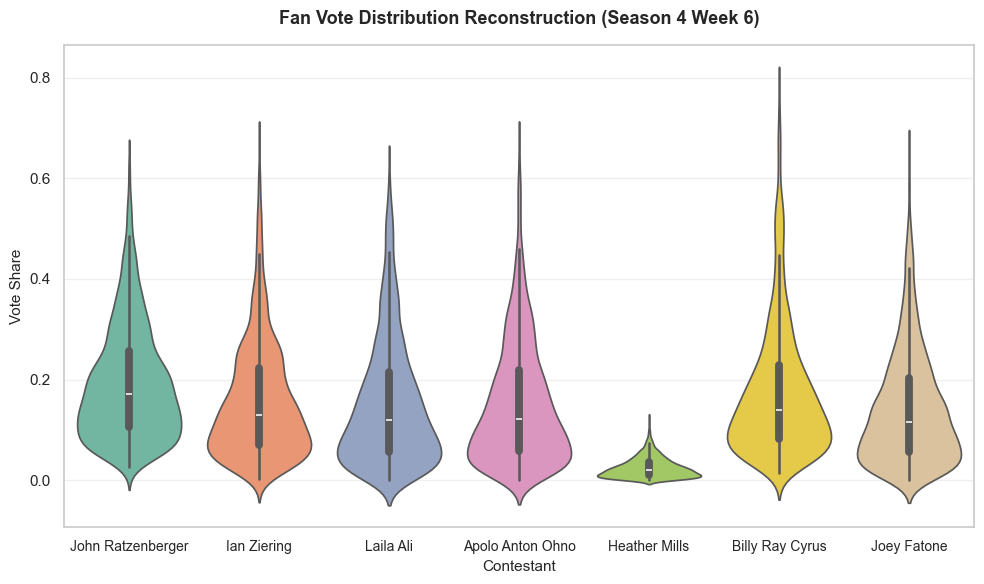 Fan Vote Distribution Reconstruction (Season 4 Week 6)
Vote Share
0.8
0.6
0.4
0.2
0.0
John Ratzenberger
Ian Ziering
Laila Ali
Apolo Anton Ohno
Heather Mills
Billy Ray Cyrus
Joey Fatone
Contestant